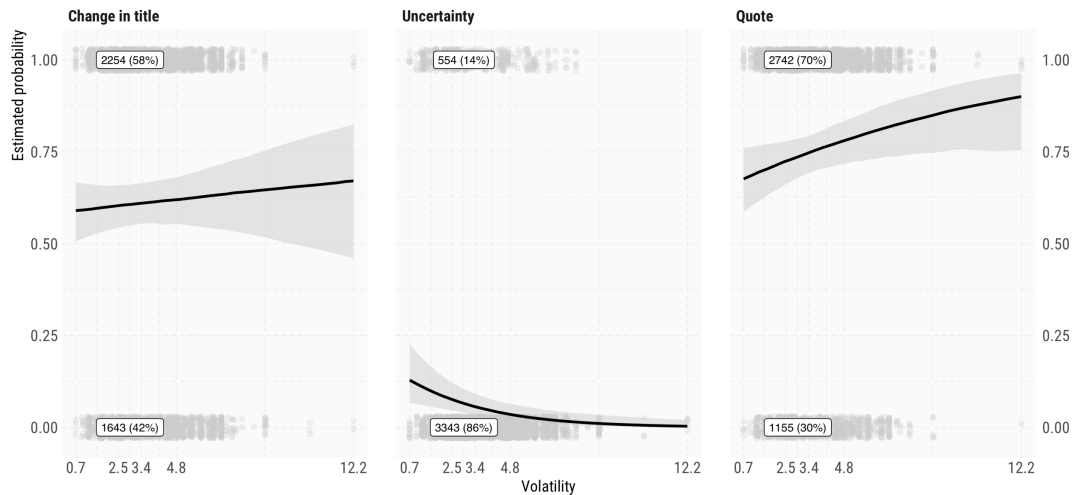 Change in title
Uncertainty
Quote
Estimated probability
1.00
0.75
0.50
0.25
0.00
2254 (58%)
1643 (42%)
554 (14%)
3343 (86%)
2742 (70%)
1155 (30%)
1.00
0.75
0.50
0.25
0.00
0.7 2.5 3.4 4.8 12.2
0.7 2.5 3.4 4.8 12.2
0.7 2.5 3.4 4.8 12.2
Volatility